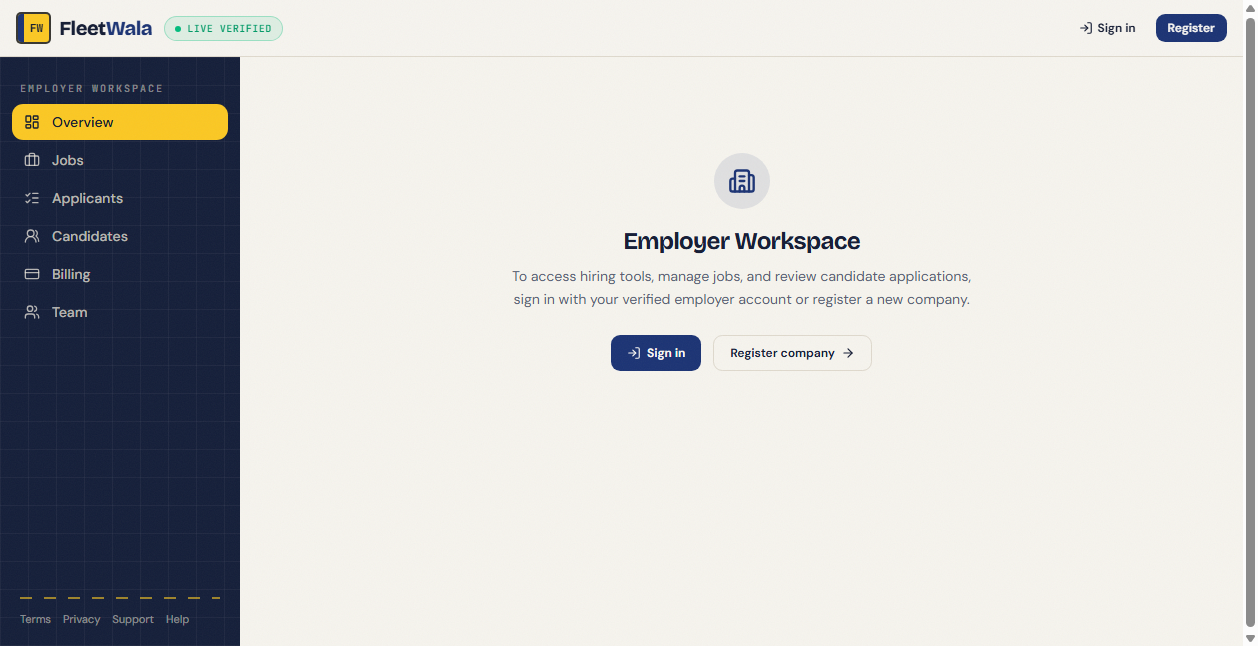 FW FleetWala LIVE VERIFIED Sign in Register
EMPLOYER WORKSPACE
Overview
Jobs
Applicants
Candidates
Billing
Team
Terms Privacy Support Help
Employer Workspace
To access hiring tools, manage jobs, and review candidate applications,
sign in with your verified employer account or register a new company.
Sign in Register company